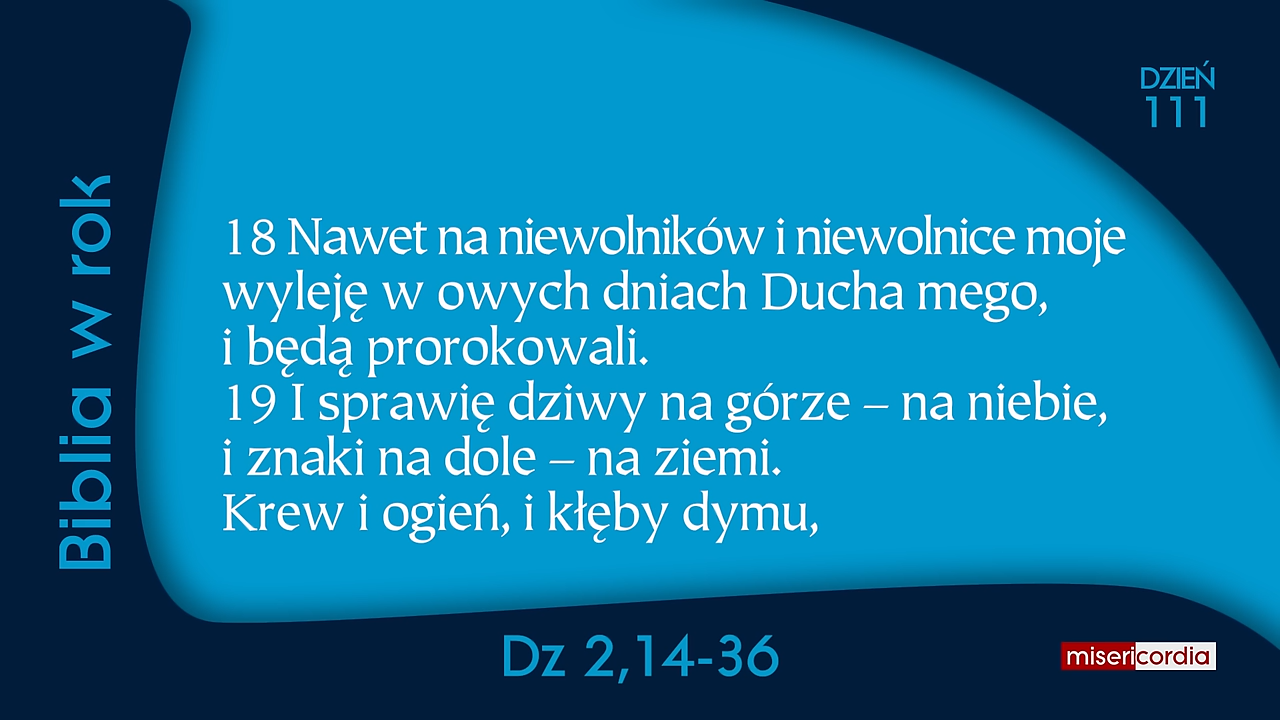 DZIEŃ
111
Biblia w rok
18 Nawet na niewolników i niewolnice moje
wyleję w owych dniach Ducha mego,
i będą prorokowali.
19 I sprawię dziwy na górze – na niebie,
i znaki na dole – na ziemi.
Krew i ogień, i kłęby dymu,
Dz 2,14-36
misericordia